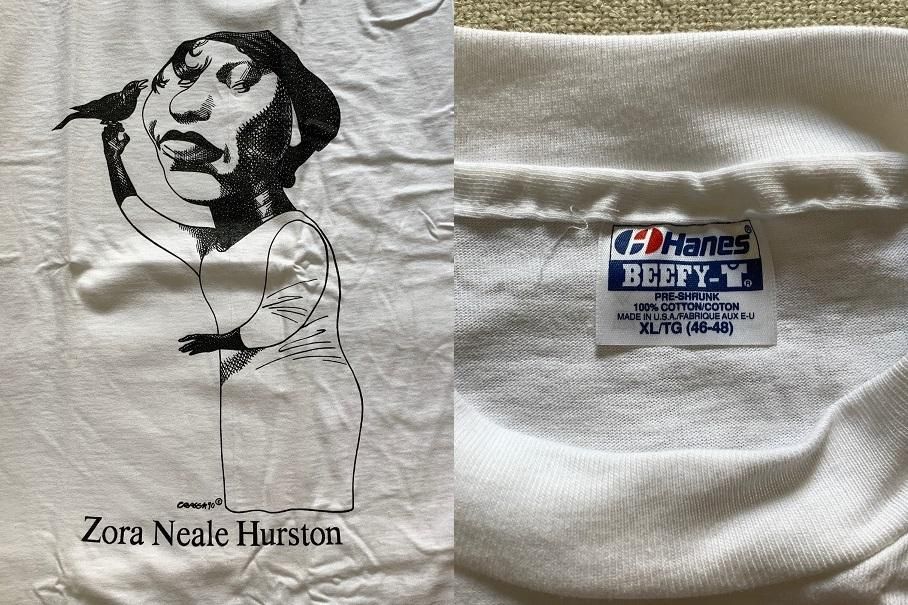 Zora Neale Hurston
Hanes®
BEEFY-T®
PRE-SHRUNK
100% COTTON/COTON
MADE IN U.S.A./FABRIQUE AUX E-U
XL/TG (46-48)